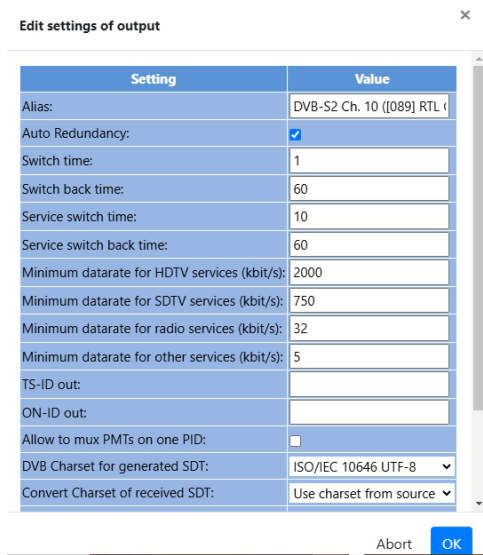 Edit settings of output
×
Setting Value
Alias: DVB-S2 Ch. 10 ([089] RTL
Auto Redundancy:
Switch time: 1
Switch back time: 60
Service switch time: 10
Service switch back time: 60
Minimum datarate for HDTV services (kbit/s): 2000
Minimum datarate for SDTV services (kbit/s): 750
Minimum datarate for radio services (kbit/s): 32
Minimum datarate for other services (kbit/s): 5
TS-ID out:
ON-ID out:
Allow to mux PMTs on one PID:
DVB Charset for generated SDT: ISO/IEC 10646 UTF-8
Convert Charset of received SDT: Use charset from source
Abort OK